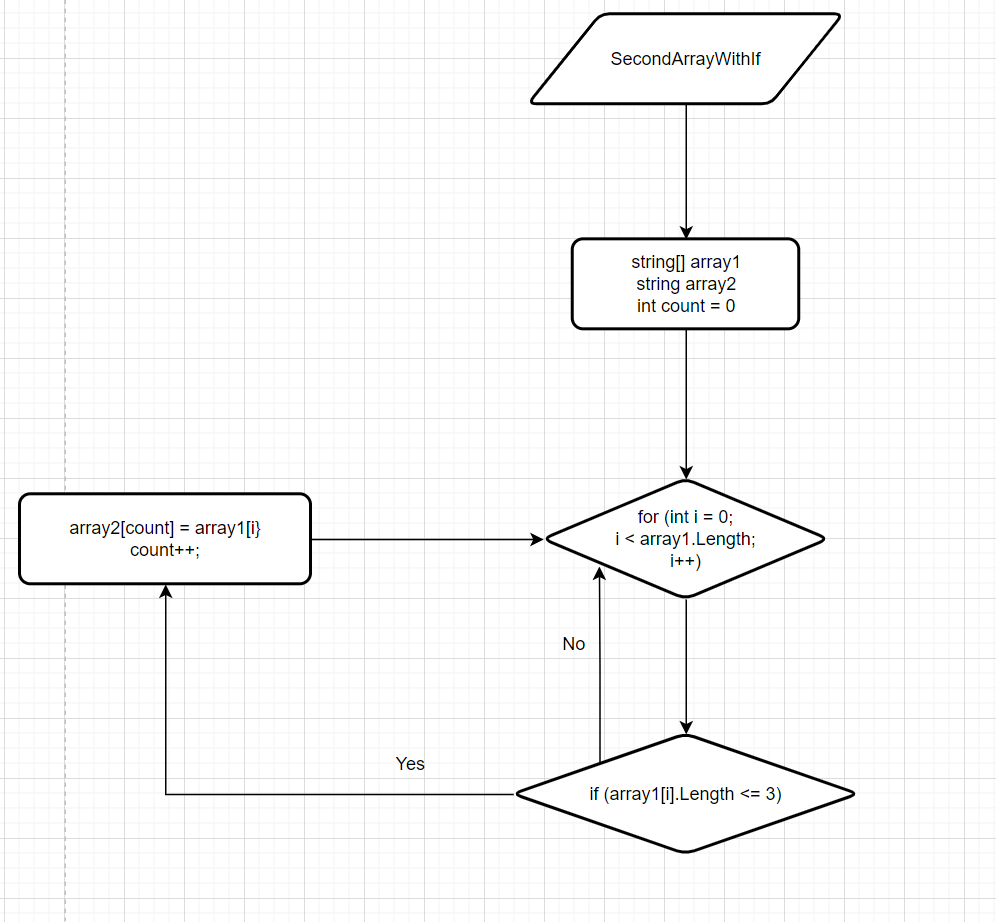 SecondArrayWithIf
string[] array1
string array2
int count = 0
for (int i = 0;
i < array1.Length;
i++)
array2[count] = array1[i}
count++;
No
Yes
if (array1[i].Length <= 3)